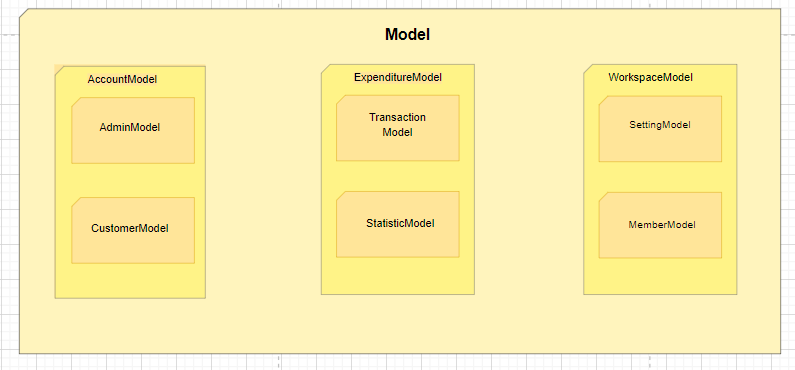 Model
AccountModel
AdminModel
CustomerModel
ExpenditureModel
Transaction
Model
StatisticModel
WorkspaceModel
SettingModel
MemberModel